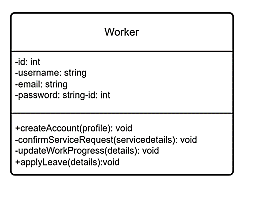 Worker
-id: int
-username: string
-email: string
-password: string-id: int
+createAccount(profile): void
-confirmServiceRequest(servicedetails): void
-updateWorkProgress(details): void
+applyLeave(details):void